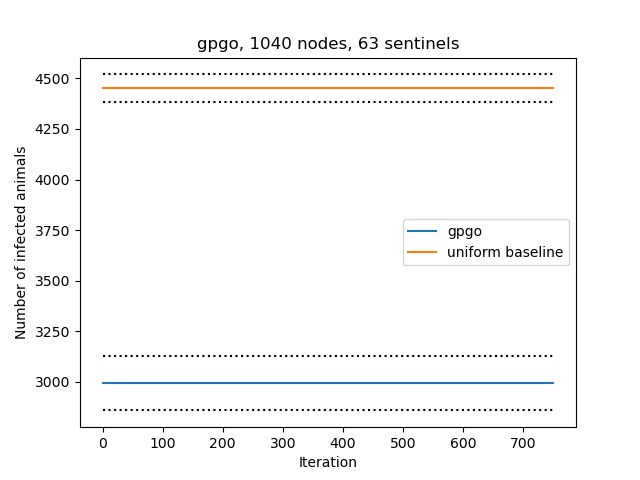 gpgo, 1040 nodes, 63 sentinels
Number of infected animals
4500
4250
4000
3750
3500
3250
3000
gpgo
uniform baseline
0 100 200 300 400 500 600 700
Iteration